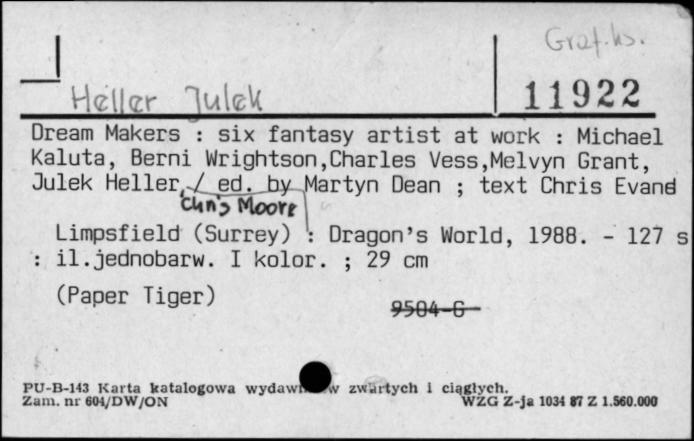 Graf.ks.
Heller Julek
11922
Dream Makers : six fantasy artist at work : Michael
Kaluta, Berni Wrightson,Charles Vess,Melvyn Grant,
Julek Heller,/ ed. by Martyn Dean ; text Chris Evand
Chris Moore
Limpsfield (Surrey) : Dragon's World, 1988. - 127 s
: il.jednobarw. I kolor. ; 29 cm
(Paper Tiger)
9504-G
PU-B-143 Karta katalogowa wydawn w zwartych i ciągłych.
Zam. nr 604/DW/ON WZG Z-ja 1034 87 Z 1.560.000